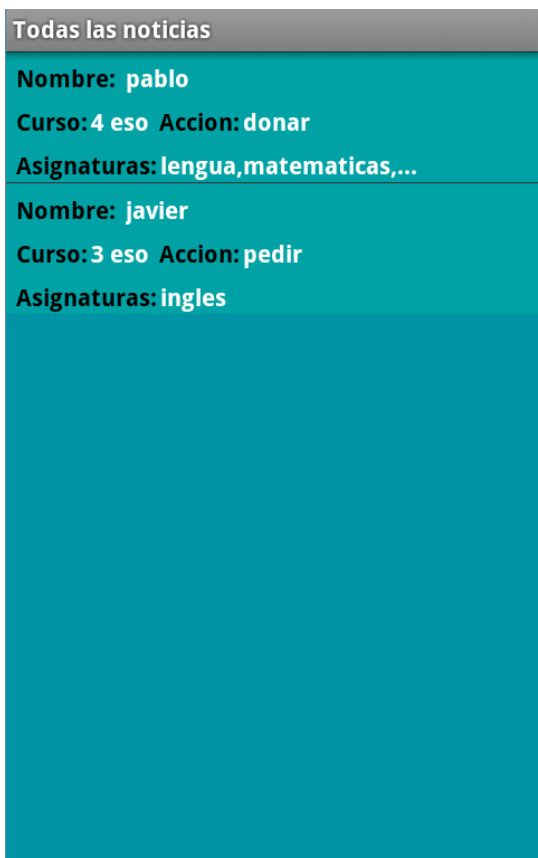 Todas las noticias
Nombre: pablo
Curso: 4 eso Accion: donar
Asignaturas: lengua,matematicas,...
Nombre: javier
Curso: 3 eso Accion: pedir
Asignaturas: ingles